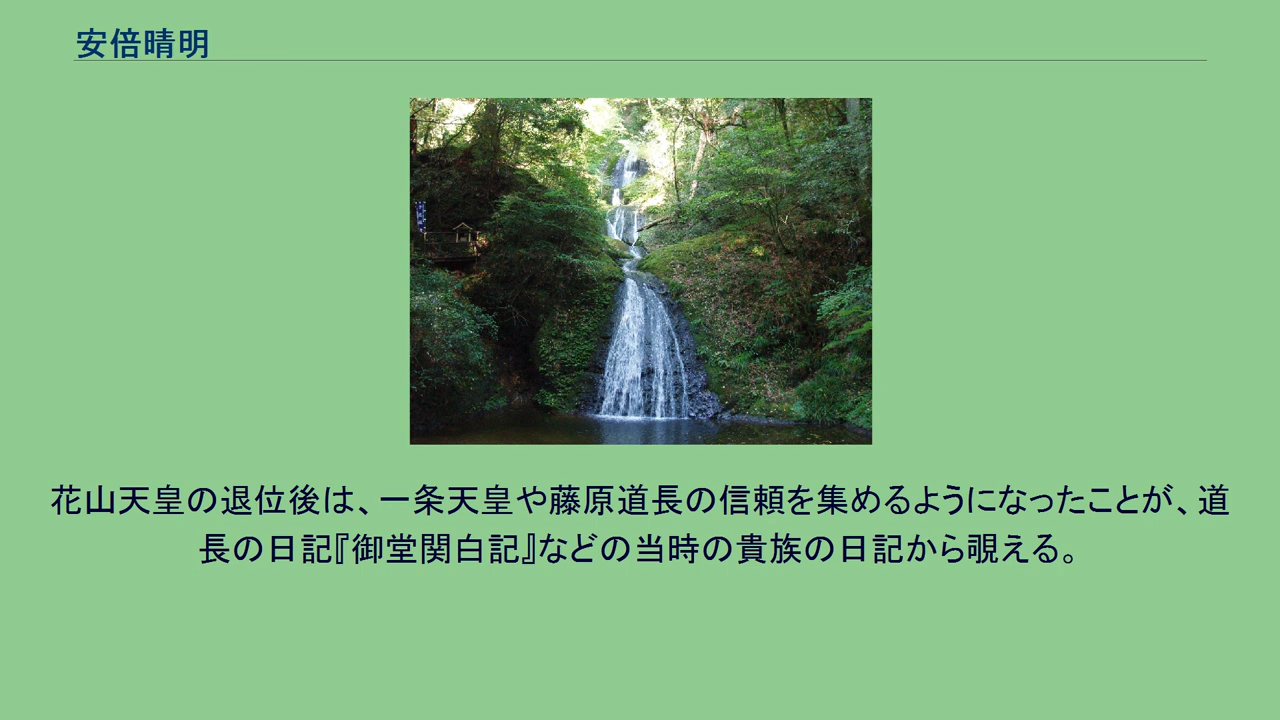 安倍晴明
花山天皇の退位後は、一条天皇や藤原道長の信頼を集めるようになったことが、道
長の日記『御堂関白記』などの当時の貴族の日記から覗える。